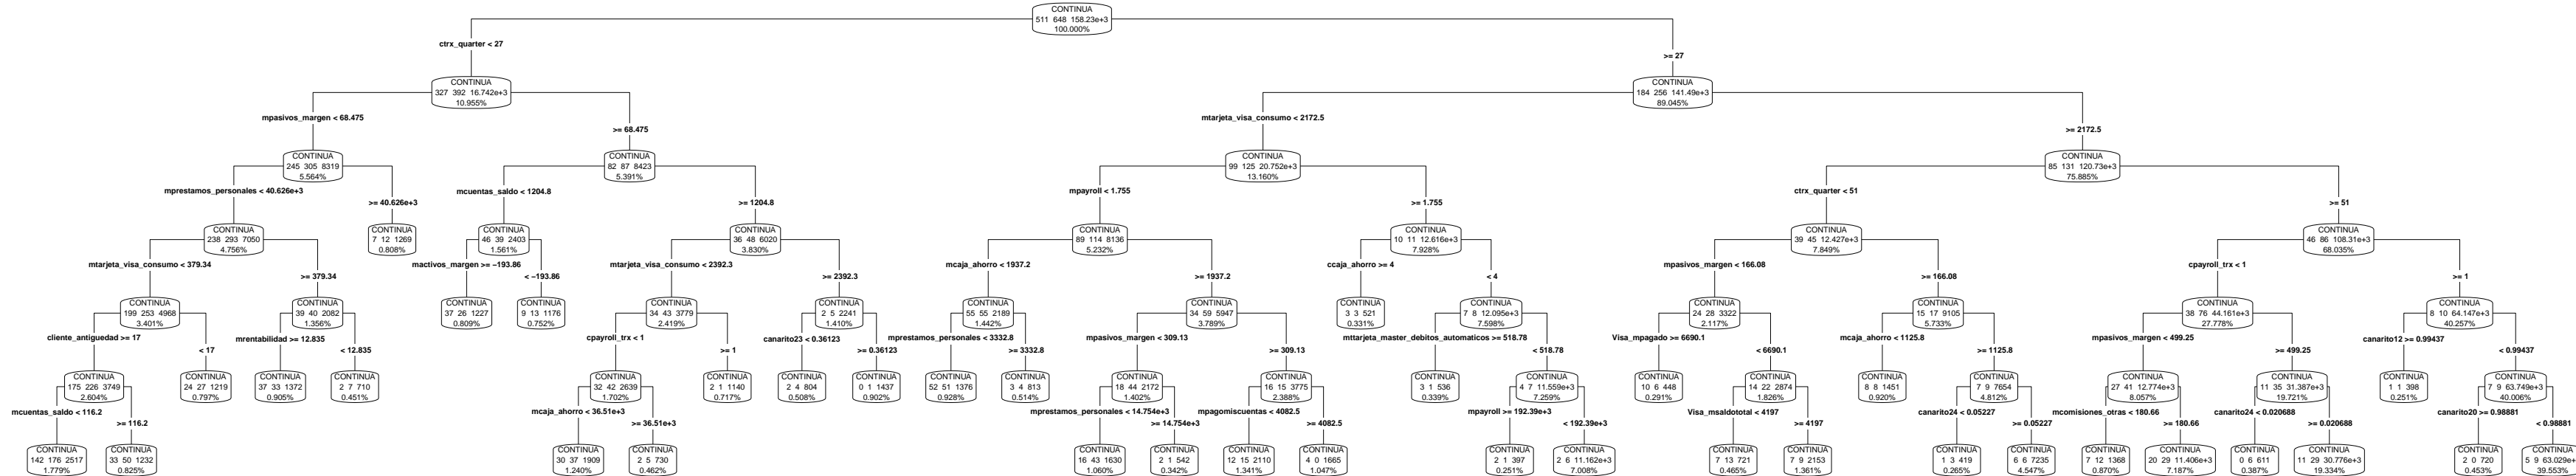 CONTINUA
511 648 158.23e+3
100.000%
ctrx_quarter < 27
>= 27
CONTINUA
327 392 16.742e+3
10.955%
CONTINUA
184 256 141.49e+3
89.045%
mpasivos_margen < 68.475
>= 68.475
mtarjeta_visa_consumo < 2172.5
>= 2172.5
CONTINUA
245 305 8319
5.564%
CONTINUA
82 87 8423
5.391%
CONTINUA
99 125 20.752e+3
13.160%
CONTINUA
85 131 120.73e+3
75.885%
mprestamos_personales < 40.626e+3
>= 40.626e+3
mcuentas_saldo < 1204.8
>= 1204.8
mpayroll < 1.755
>= 1.755
ctrx_quarter < 51
>= 51
CONTINUA
238 293 7050
4.756%
CONTINUA
7 12 1269
0.808%
CONTINUA
46 39 2403
1.561%
CONTINUA
36 48 6020
3.830%
CONTINUA
89 114 8136
5.232%
CONTINUA
10 11 12.616e+3
7.928%
CONTINUA
39 45 12.427e+3
7.849%
CONTINUA
46 86 108.31e+3
68.035%
mtarjeta_visa_consumo < 379.34
>= 379.34
mactivos_margen >= −193.86
< −193.86
mtarjeta_visa_consumo < 2392.3
>= 2392.3
mcaja_ahorro < 1937.2
>= 1937.2
ccaja_ahorro >= 4
< 4
mpasivos_margen < 166.08
>= 166.08
cpayroll_trx < 1
>= 1
CONTINUA
199 253 4968
3.401%
CONTINUA
39 40 2082
1.356%
CONTINUA
37 26 1227
0.809%
CONTINUA
9 13 1176
0.752%
CONTINUA
34 43 3779
2.419%
CONTINUA
2 5 2241
1.410%
CONTINUA
55 55 2189
1.442%
CONTINUA
34 59 5947
3.789%
CONTINUA
3 3 521
0.331%
CONTINUA
7 8 12.095e+3
7.598%
CONTINUA
24 28 3322
2.117%
CONTINUA
15 17 9105
5.733%
CONTINUA
38 76 44.161e+3
27.778%
CONTINUA
8 10 64.147e+3
40.257%
cliente_antiguedad >= 17
< 17
mrentabilidad >= 12.835
< 12.835
cpayroll_trx < 1
>= 1
canarito23 < 0.36123
>= 0.36123
mprestamos_personales < 3332.8
>= 3332.8
mpasivos_margen < 309.13
>= 309.13
mttarjeta_master_debitos_automaticos >= 518.78
< 518.78
Visa_mpagado >= 6690.1
< 6690.1
mcaja_ahorro < 1125.8
>= 1125.8
mpasivos_margen < 499.25
>= 499.25
canarito12 >= 0.99437
< 0.99437
CONTINUA
175 226 3749
2.604%
CONTINUA
24 27 1219
0.797%
CONTINUA
37 33 1372
0.905%
CONTINUA
2 7 710
0.451%
CONTINUA
32 42 2639
1.702%
CONTINUA
2 1 1140
0.717%
CONTINUA
2 4 804
0.508%
CONTINUA
0 1 1437
0.902%
CONTINUA
52 51 1376
0.928%
CONTINUA
3 4 813
0.514%
CONTINUA
18 44 2172
1.402%
CONTINUA
16 15 3775
2.388%
CONTINUA
3 1 536
0.339%
CONTINUA
4 7 11.559e+3
7.259%
CONTINUA
10 6 448
0.291%
CONTINUA
14 22 2874
1.826%
CONTINUA
8 8 1451
0.920%
CONTINUA
7 9 7654
4.812%
CONTINUA
27 41 12.774e+3
8.057%
CONTINUA
11 35 31.387e+3
19.721%
CONTINUA
1 1 398
0.251%
CONTINUA
7 9 63.749e+3
40.006%
mcuentas_saldo < 116.2
>= 116.2
mcaja_ahorro < 36.51e+3
>= 36.51e+3
mprestamos_personales < 14.754e+3
>= 14.754e+3
mpagomiscuentas < 4082.5
>= 4082.5
mpayroll >= 192.39e+3
< 192.39e+3
Visa_msaldototal < 4197
>= 4197
canarito24 < 0.05227
>= 0.05227
mcomisiones_otras < 180.66
>= 180.66
canarito24 < 0.020688
>= 0.020688
canarito20 >= 0.98881
< 0.98881
CONTINUA
142 176 2517
1.779%
CONTINUA
33 50 1232
0.825%
CONTINUA
30 37 1909
1.240%
CONTINUA
2 5 730
0.462%
CONTINUA
16 43 1630
1.060%
CONTINUA
2 1 542
0.342%
CONTINUA
12 15 2110
1.341%
CONTINUA
4 0 1665
1.047%
CONTINUA
2 1 397
0.251%
CONTINUA
2 6 11.162e+3
7.008%
CONTINUA
7 13 721
0.465%
CONTINUA
7 9 2153
1.361%
CONTINUA
1 3 419
0.265%
CONTINUA
6 6 7235
4.547%
CONTINUA
7 12 1368
0.870%
CONTINUA
20 29 11.406e+3
7.187%
CONTINUA
0 6 611
0.387%
CONTINUA
11 29 30.776e+3
19.334%
CONTINUA
2 0 720
0.453%
CONTINUA
5 9 63.029e+
39.553%